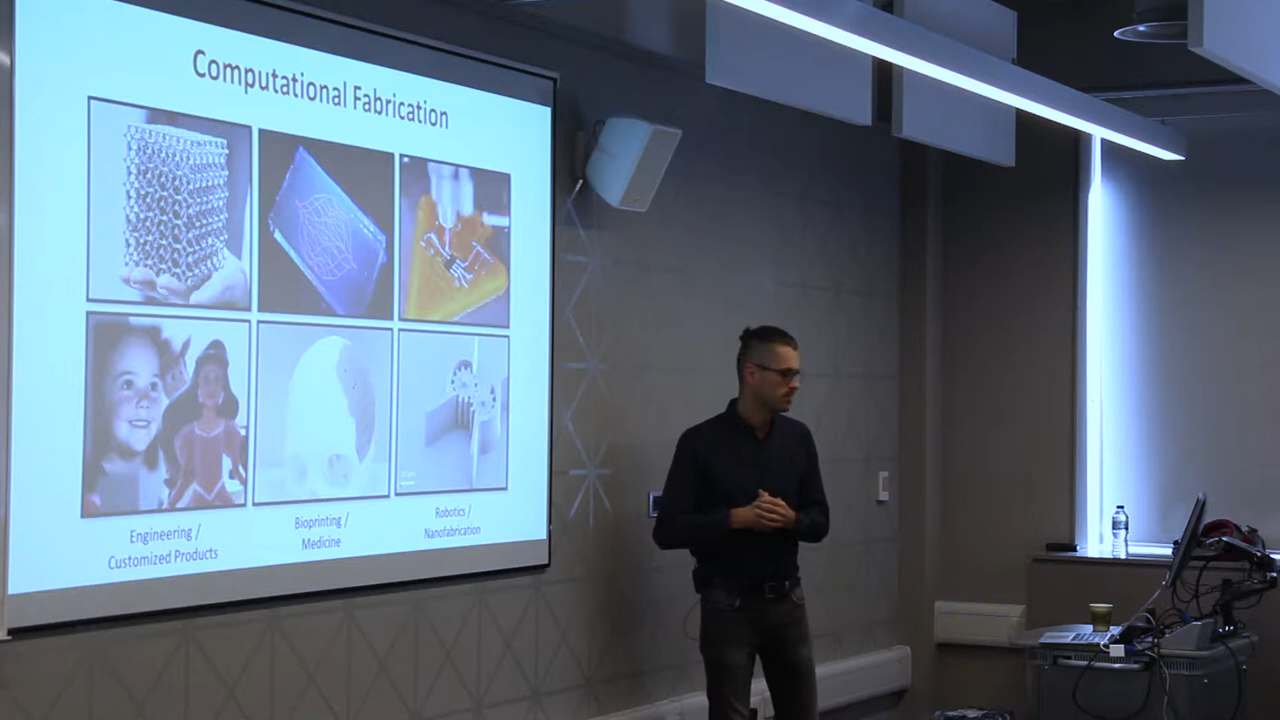 Computational Fabrication
Engineering /
Customized Products
Bioprinting /
Medicine
Robotics /
Nanofabrication